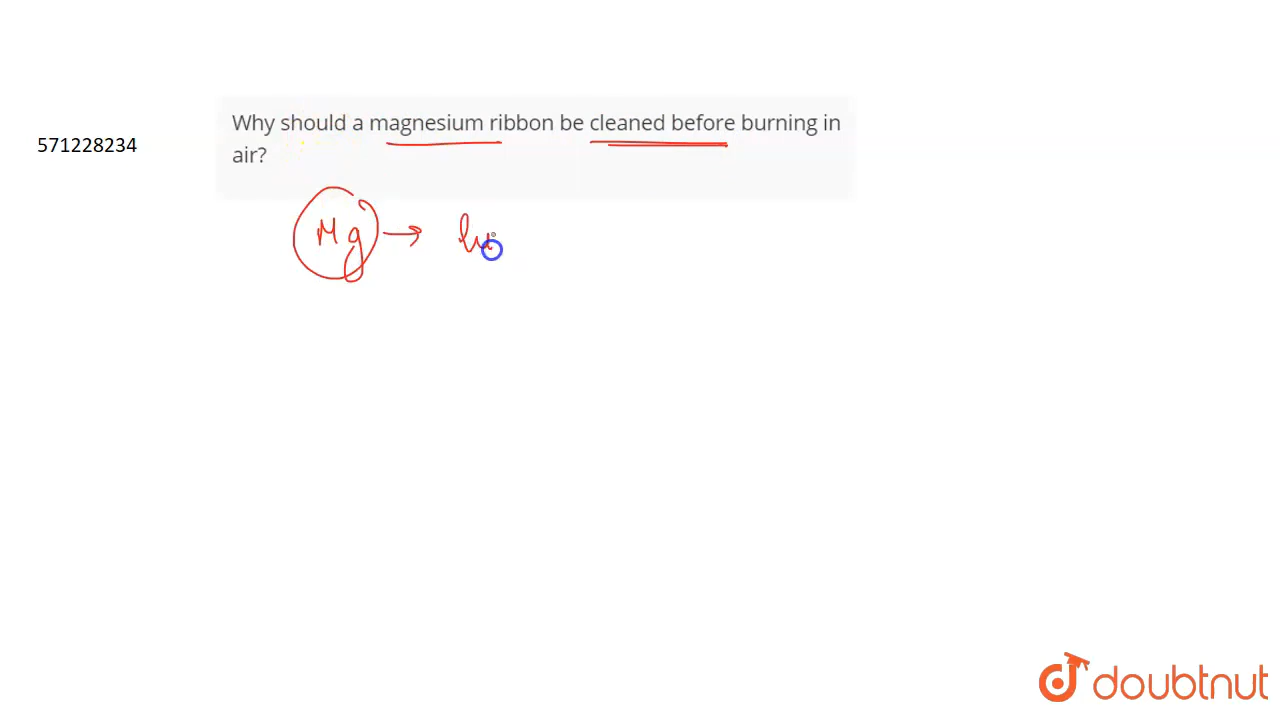 571228234
Why should a magnesium ribbon be cleaned before burning in
air?
Mg →
doubtnut